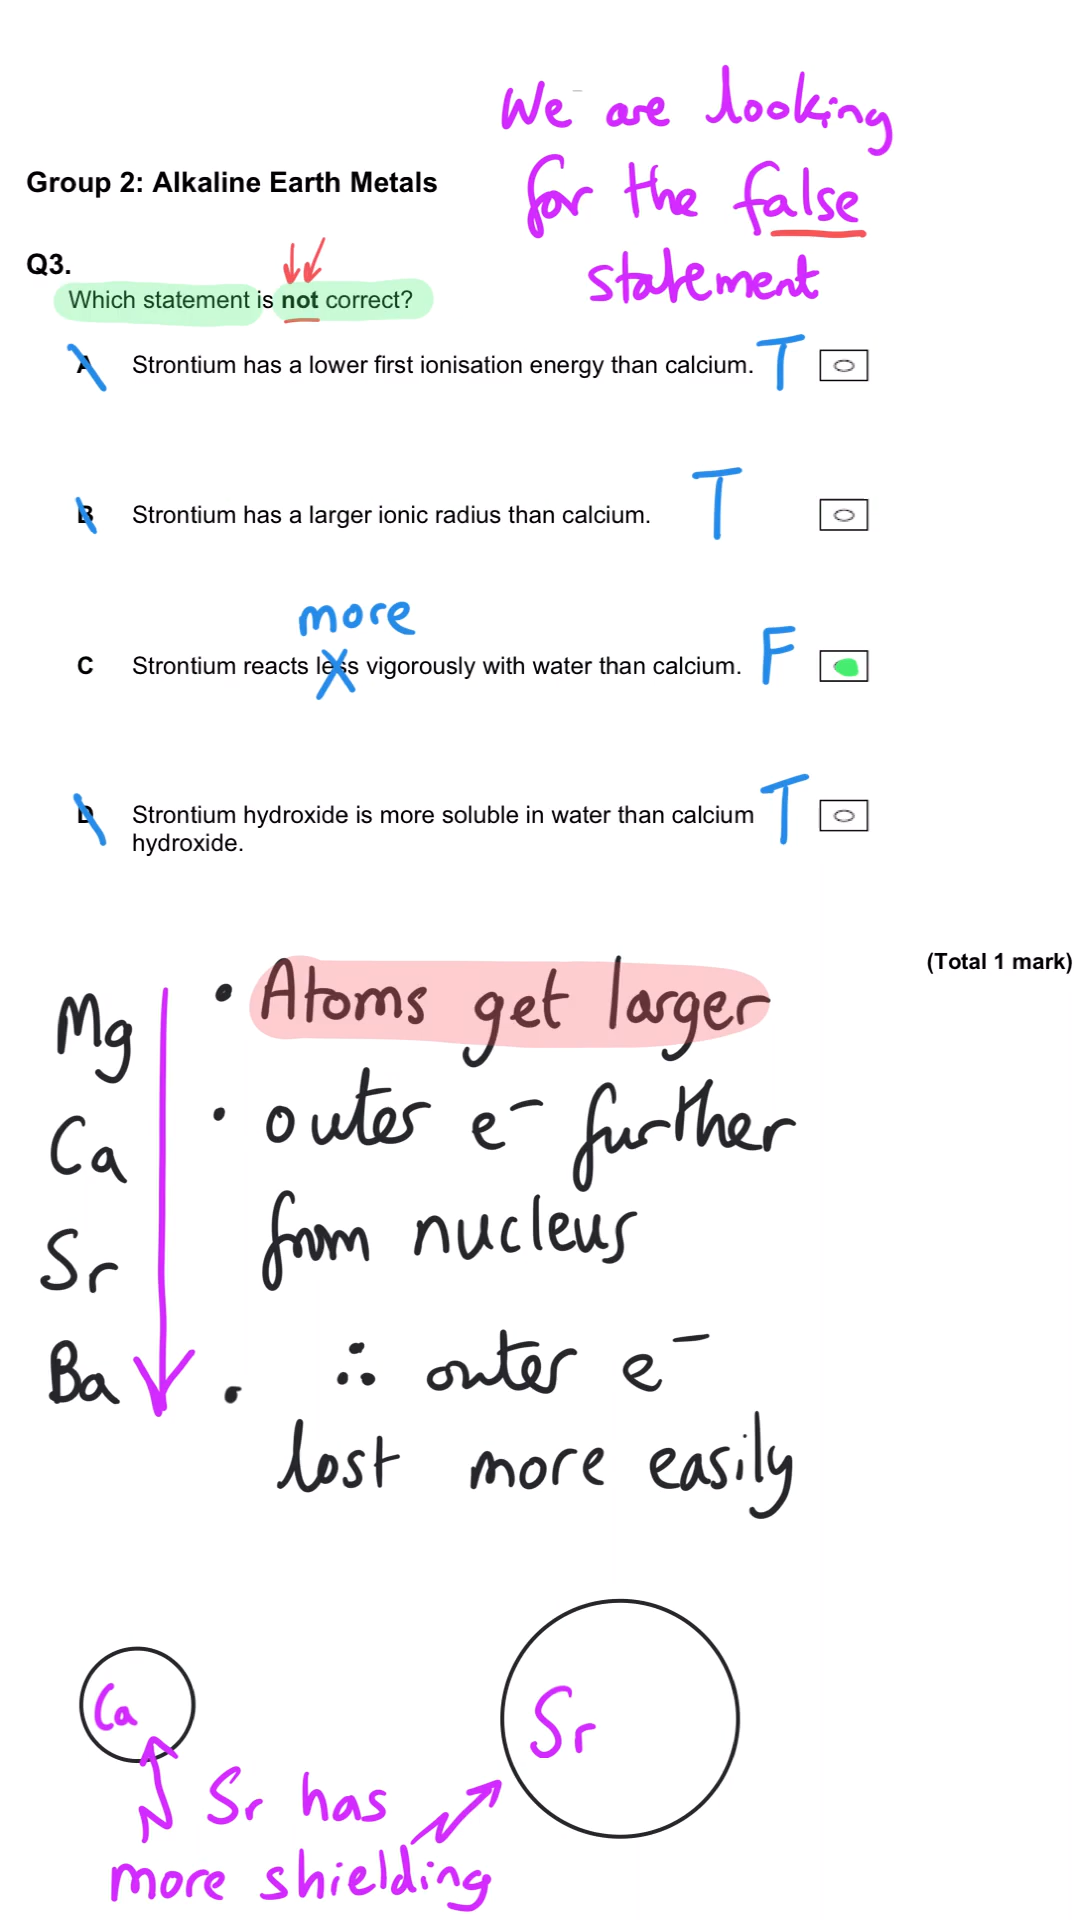 We are looking
for the false
statement
Group 2: Alkaline Earth Metals
Q3.
Which statement is not correct?
A Strontium has a lower first ionisation energy than calcium. T
B Strontium has a larger ionic radius than calcium. T
more
C Strontium reacts less vigorously with water than calcium. F
D Strontium hydroxide is more soluble in water than calcium T
hydroxide.
(Total 1 mark)
Mg
Ca
Sr
Ba
• Atoms get larger
• outer e⁻ further
from nucleus
• ∴ outer e⁻
lost more easily
Ca
Sr
Sr has
more shielding